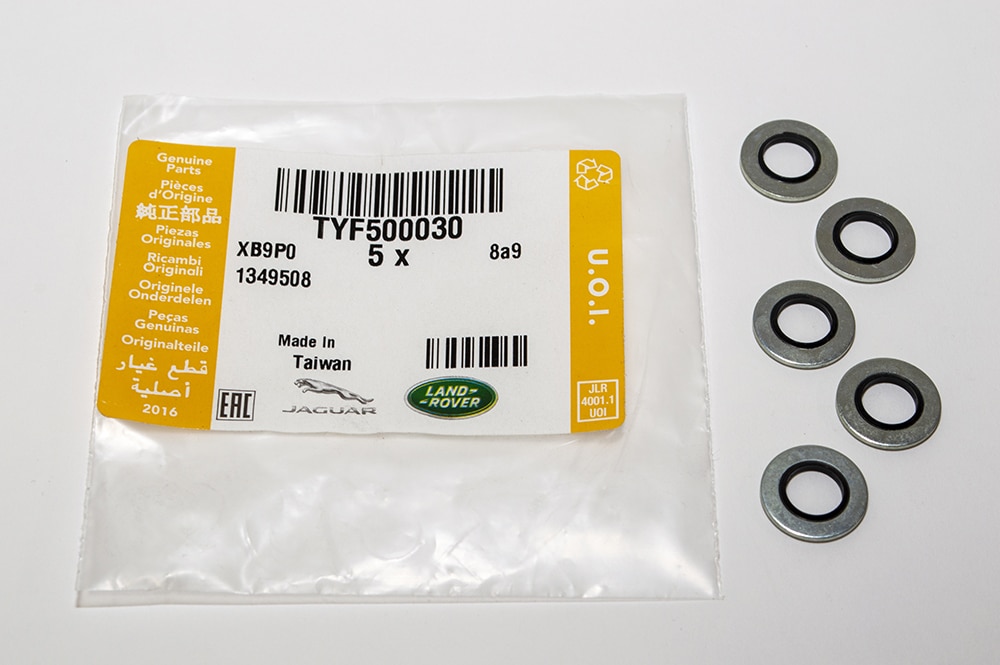 Genuine
Parts
Pièces
d'Origine
純正部品
Piezas
Originales
Ricambi
Originali
Originele
Onderdelen
Peças
Genuinas
Originalteile
قطع غيار
أصلية
2016
TYF500030
XB9P0
5 x
8a9
1349508
Made In
Taiwan
EAC
JAGUAR
LAND-
-ROVER
U.O.I.
JLR
4001.1
UOI